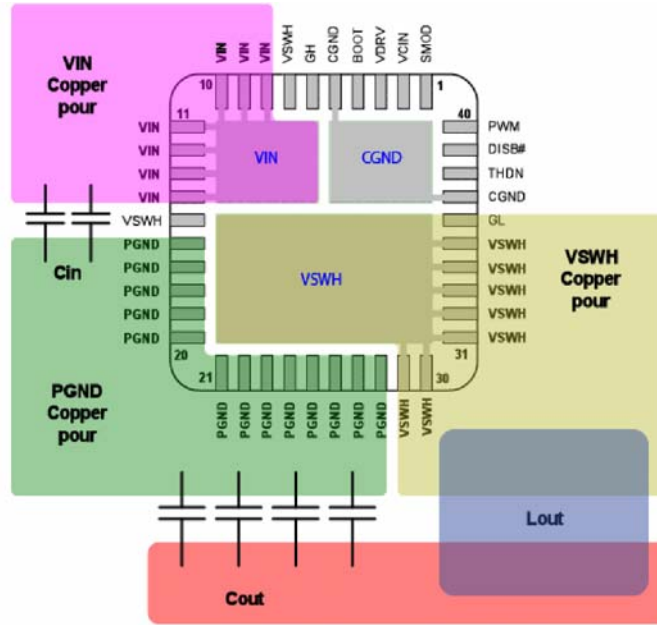 VIN
Copper
pour
VIN
VIN
VIN
VSWH
GH
CGND
BOOT
VDRV
VCIN
SMOD
10
1
11
40
VIN
VIN
VIN
VIN
VSWH
PGND
PGND
PGND
PGND
PGND
VIN
CGND
VSWH
PWM
DISB#
THDN
CGND
GL
VSWH
VSWH
VSWH
VSWH
VSWH
VSWH
Copper
pour
Cin
20
31
21
30
PGND
Copper
pour
PGND
PGND
PGND
PGND
PGND
PGND
PGND
PGND
VSWH
VSWH
Lout
Cout